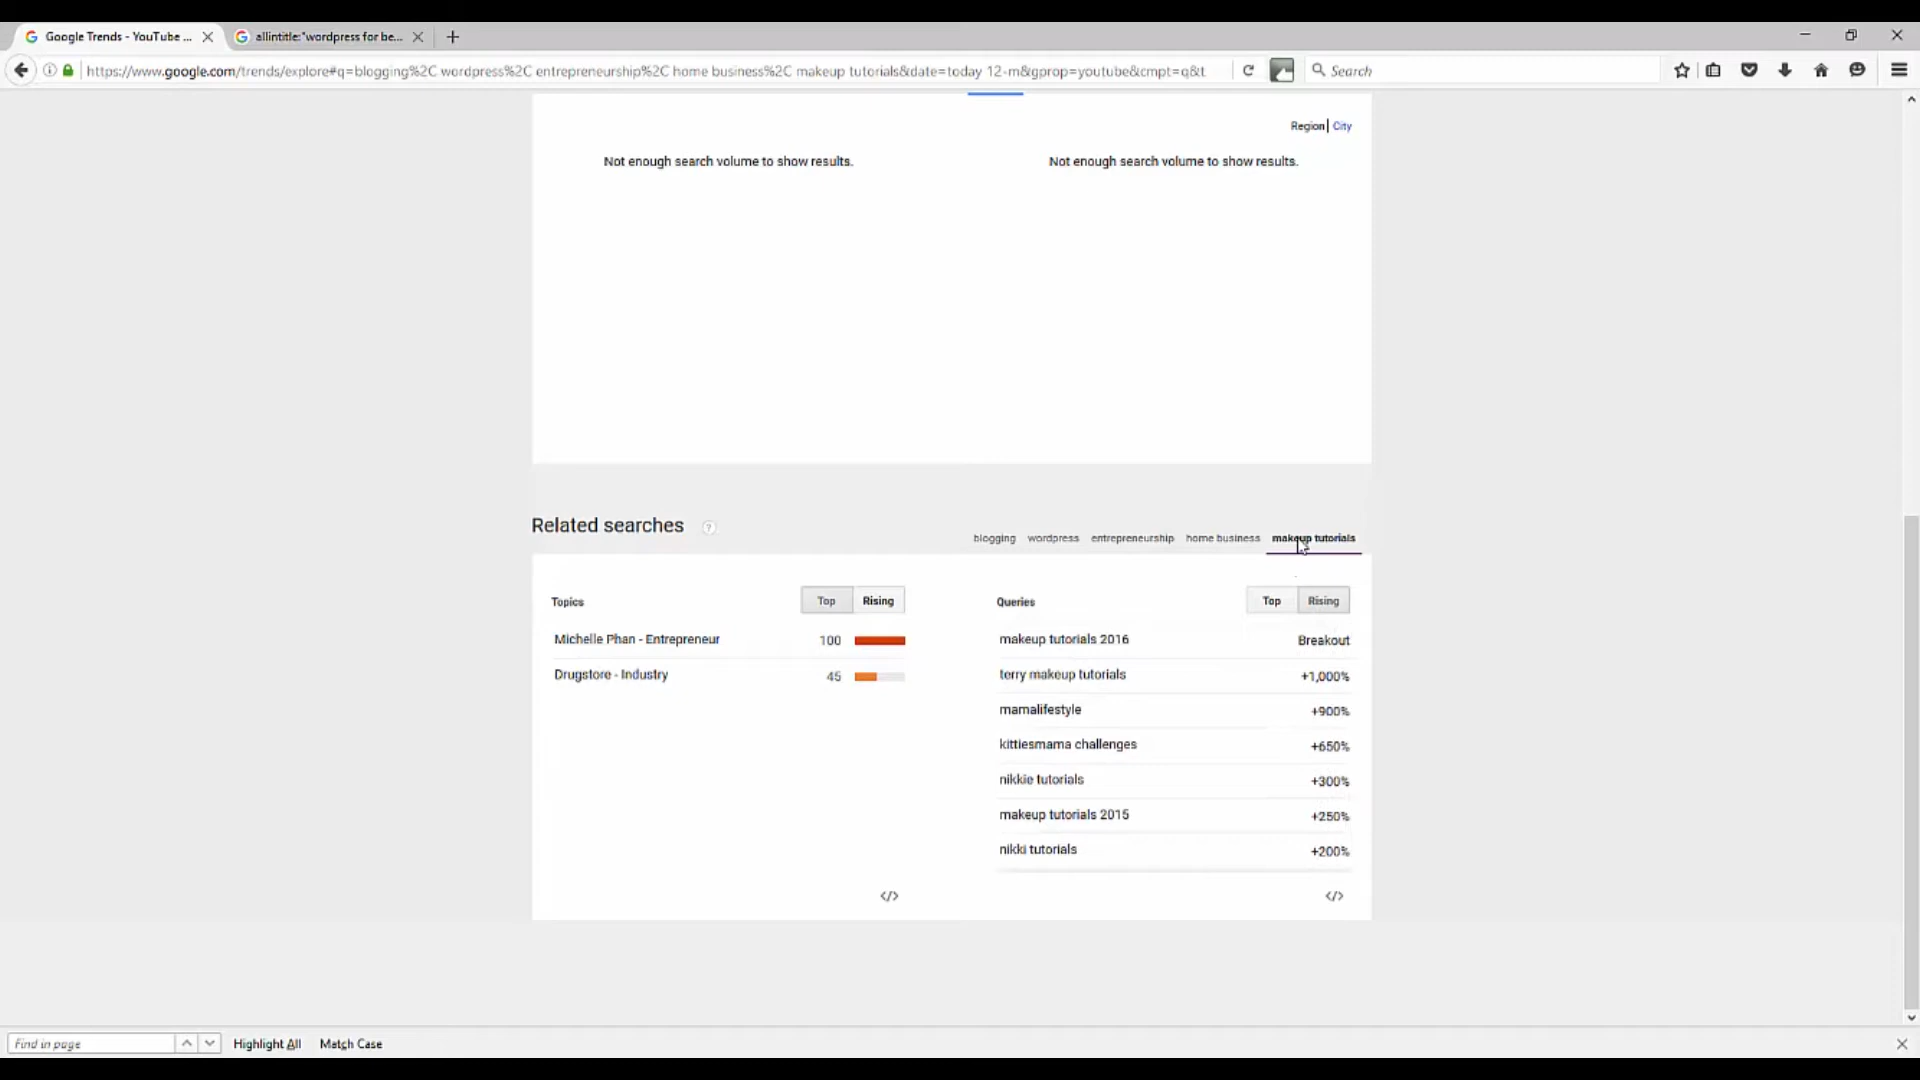 Google Trends - YouTube ...
allintitle:"wordpress for be...
https://www.google.com/trends/explore#q=blogging%2C wordpress%2C entrepreneurship%2C home business%2C makeup tutorials&date=today 12-m&gprop=youtube&cmpt=q&t
Search
Region | City
Not enough search volume to show results.
Not enough search volume to show results.
Related searches ?
blogging wordpress entrepreneurship home business makeup tutorials
Topics Top Rising
Michelle Phan - Entrepreneur 100
Drugstore - Industry 45
</>
Queries Top Rising
makeup tutorials 2016 Breakout
terry makeup tutorials +1,000%
mamalifestyle +900%
kittiesmama challenges +650%
nikkie tutorials +300%
makeup tutorials 2015 +250%
nikki tutorials +200%
</>
Find in page Highlight All Match Case